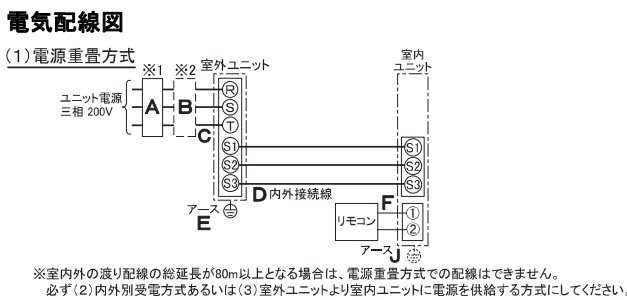 電気配線図
(1)電源重畳方式
※1 ※2 室外ユニット
室内
ユニット
ユニット電源
三相 200V
A
B
C
R
S
T
S1
S2
S3
S1
S2
S3
D 内外接続線
アース
E
リモコン
F
①
②
アース J
※室内外の渡り配線の総延長が80m以上となる場合は、電源重畳方式での配線はできません。
必ず(2)内外別受電方式あるいは(3)室外ユニットより室内ユニットに電源を供給する方式にしてください。